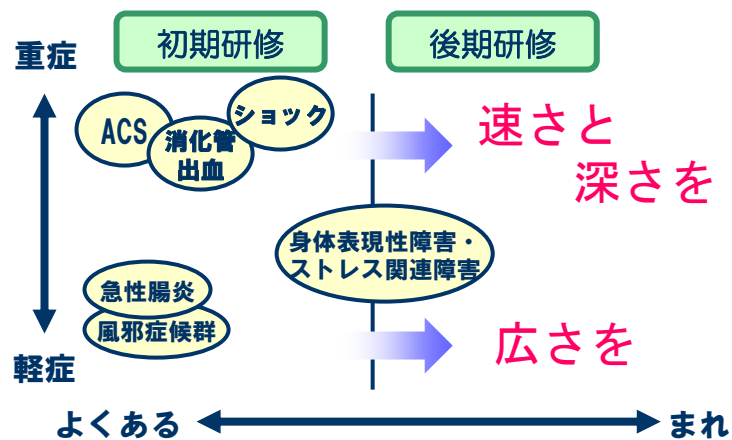 初期研修
後期研修
重症
ショック
ACS
消化管
出血
速さと
深さを
身体表現性障害・
ストレス関連障害
急性腸炎
風邪症候群
広さを
軽症
よくある
まれ